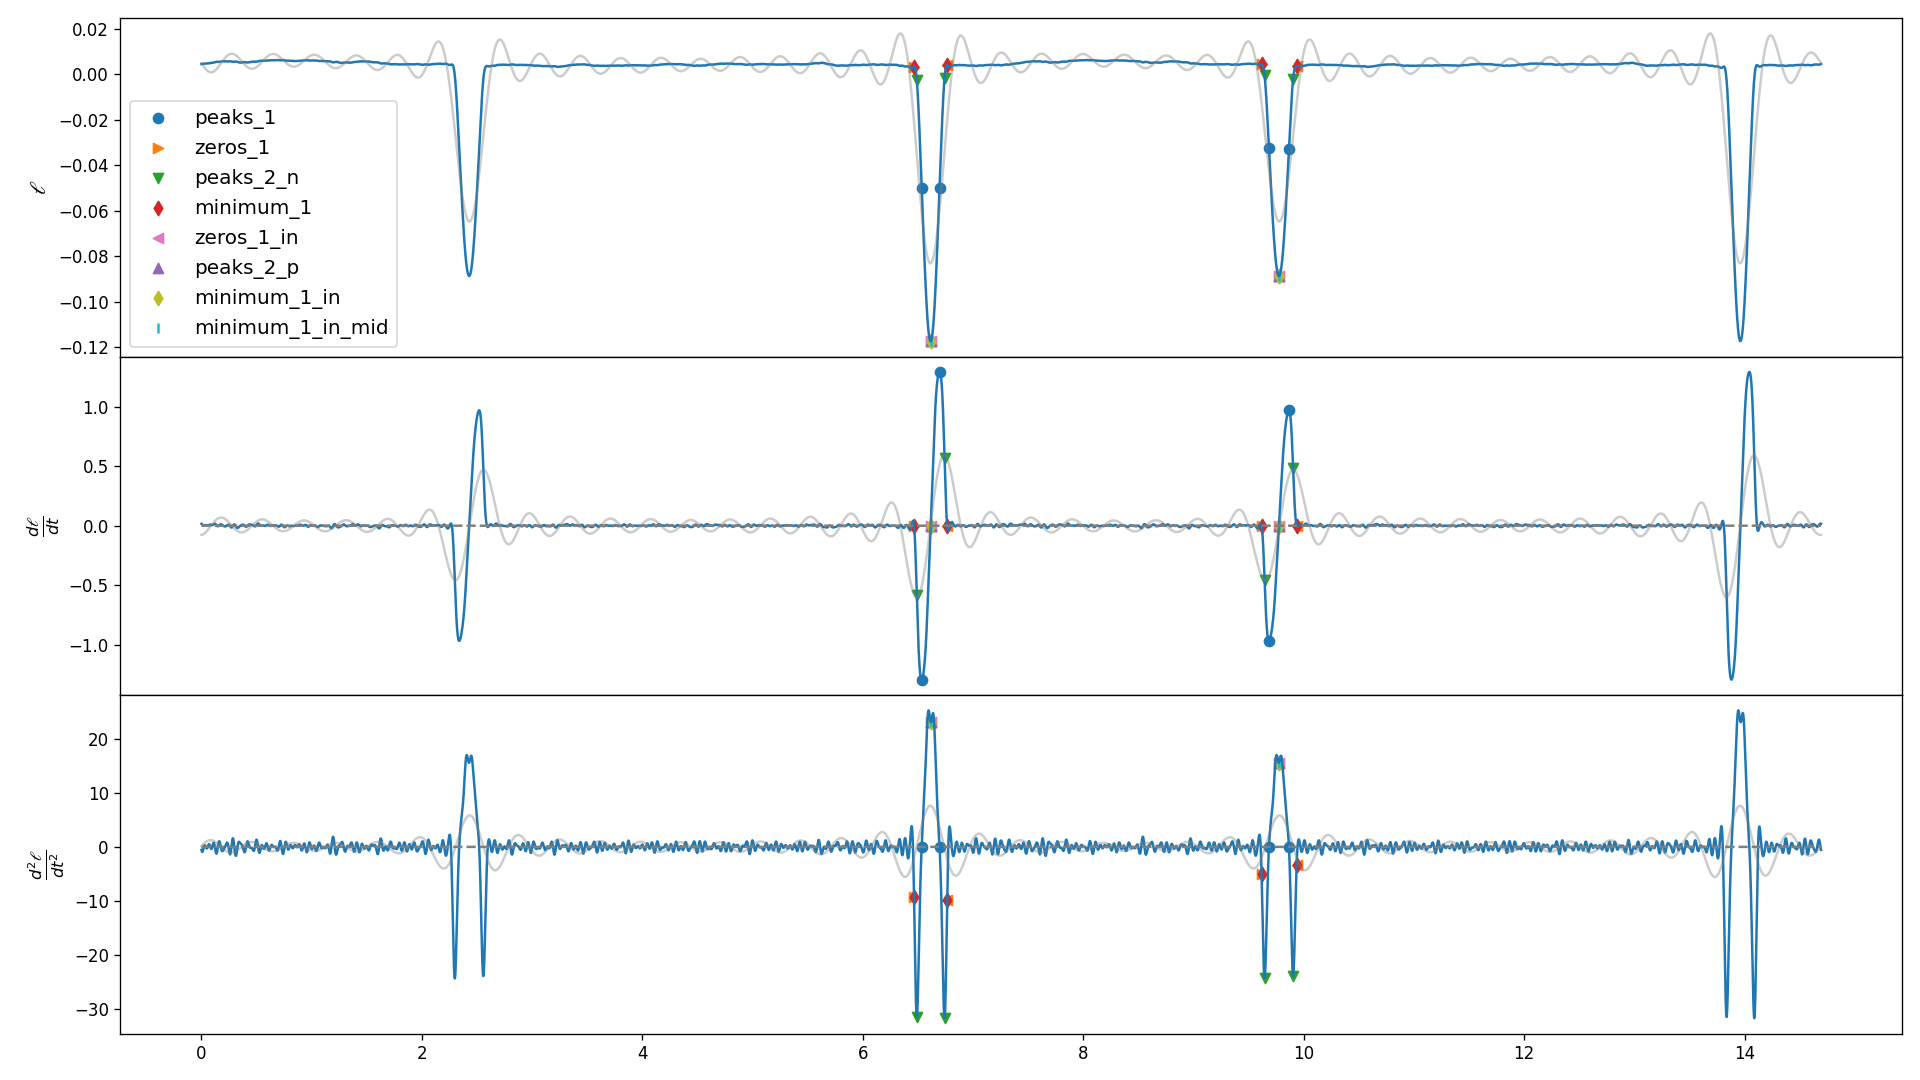 0.02
0.00
−0.02
−0.04
−0.06
−0.08
−0.10
−0.12
ℓ
peaks_1
zeros_1
peaks_2_n
minimum_1
zeros_1_in
peaks_2_p
minimum_1_in
minimum_1_in_mid
1.0
0.5
0.0
−0.5
−1.0
dℓ
dt
20
10
0
−10
−20
−30
d²ℓ
dt²
0 2 4 6 8 10 12 14